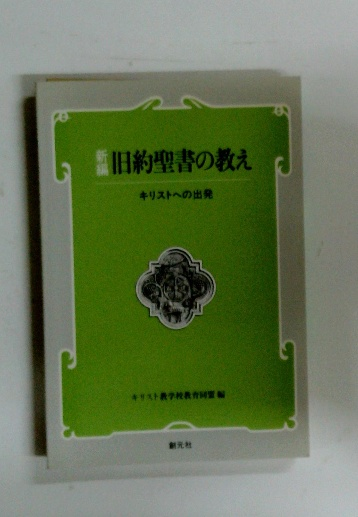 新編 旧約聖書の教え
キリストへの出発
キリスト教学校教育同盟 編
創元社